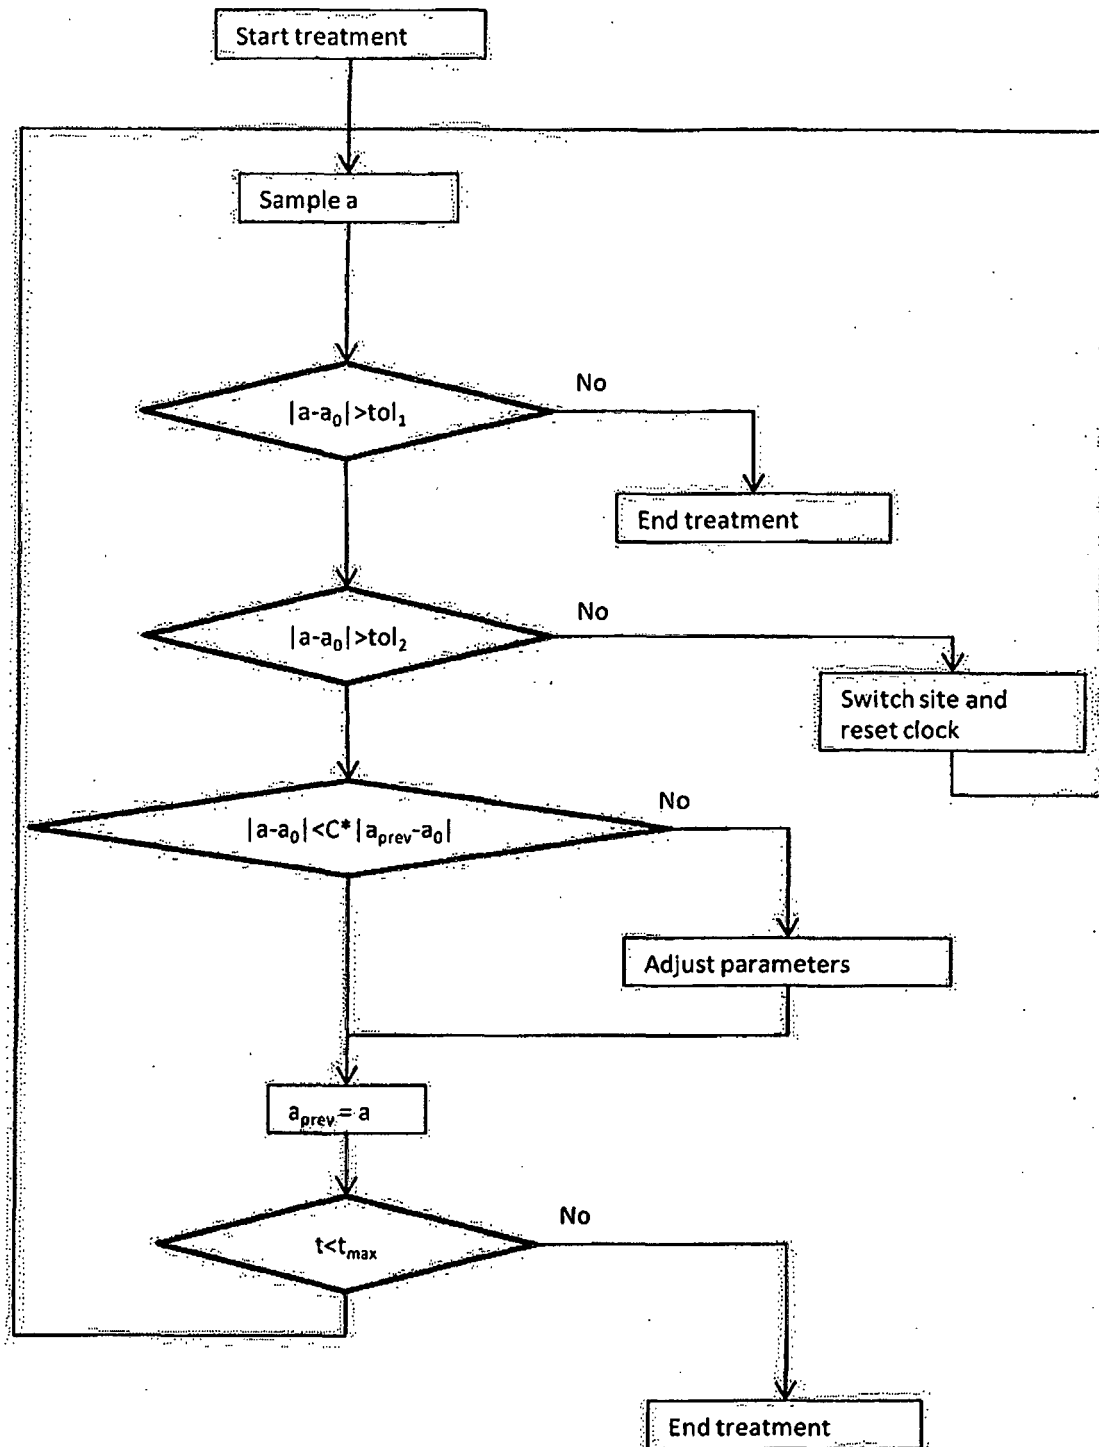 Start treatment
Sample a
|a-a₀|>tol₁
No
End treatment
|a-a₀|>tol₂
No
Switch site and
reset clock
|a-a₀|<C*|aₚᵣₑᵥ-a₀|
No
Adjust parameters
aₚᵣₑᵥ = a
t<tₘₐₓ
No
End treatment